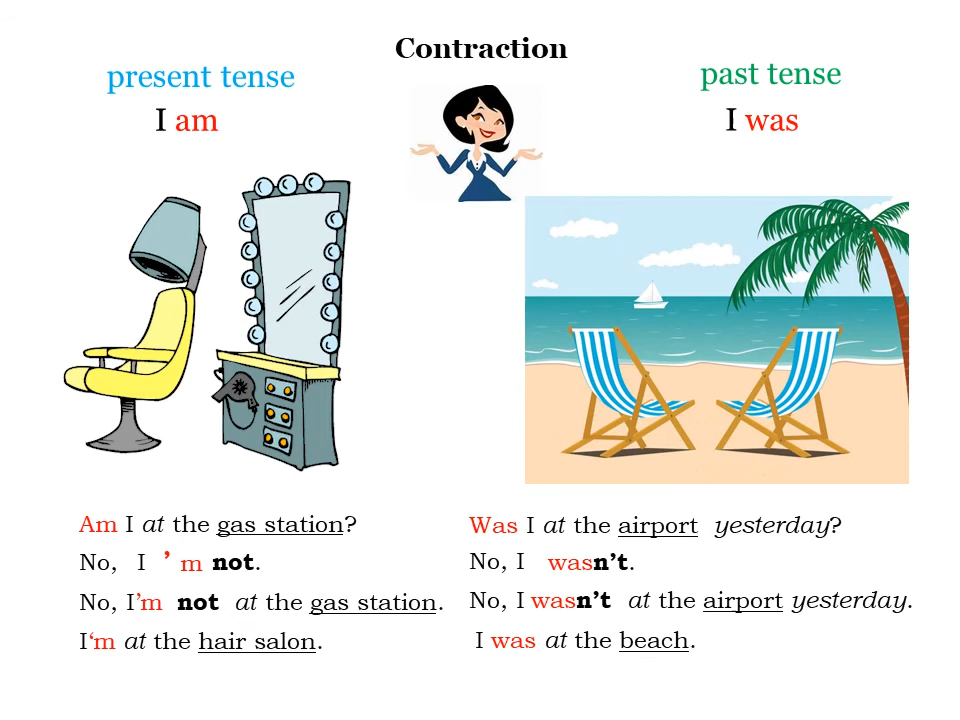 Contraction
present tense
I am
past tense
I was
Am I at the gas station?
No, I ’ m not.
No, I’m not at the gas station.
I‘m at the hair salon.
Was I at the airport yesterday?
No, I wasn’t.
No, I wasn’t at the airport yesterday.
I was at the beach.